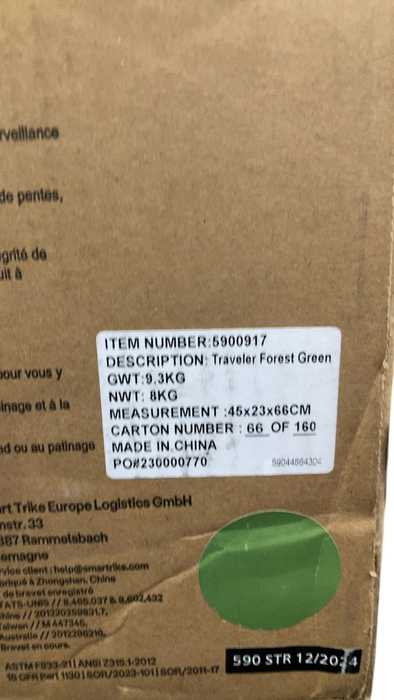 rveillance
de pentes,
grité de
uit à
pour vous y
inage et à la
ed ou au patinage
ITEM NUMBER:5900917
DESCRIPTION: Traveler Forest Green
GWT:9.3KG
NWT: 8KG
MEASUREMENT :45x23x66CM
CARTON NUMBER : 66 OF 160
MADE IN CHINA
PO#230000770
59044884304
rt Trike Europe Logistics GmbH
nstr. 33
387 Rammelsbach
emagne
rvice client : help@smartrike.com
briqué à Zhongshan, Chine
de brevet enregistré
TATS-UNIS // 8,465,037 & 8,602,432
hine // 201220259831.7,
Taiwan // M 447346,
Australie // 2012296210,
Brevet en cours.
ASTM F833-21 | ANSI Z315.1-2012
16 CFR Part 1130 | SOR/2023-101 | SOR/2011-17
590 STR 12/2024